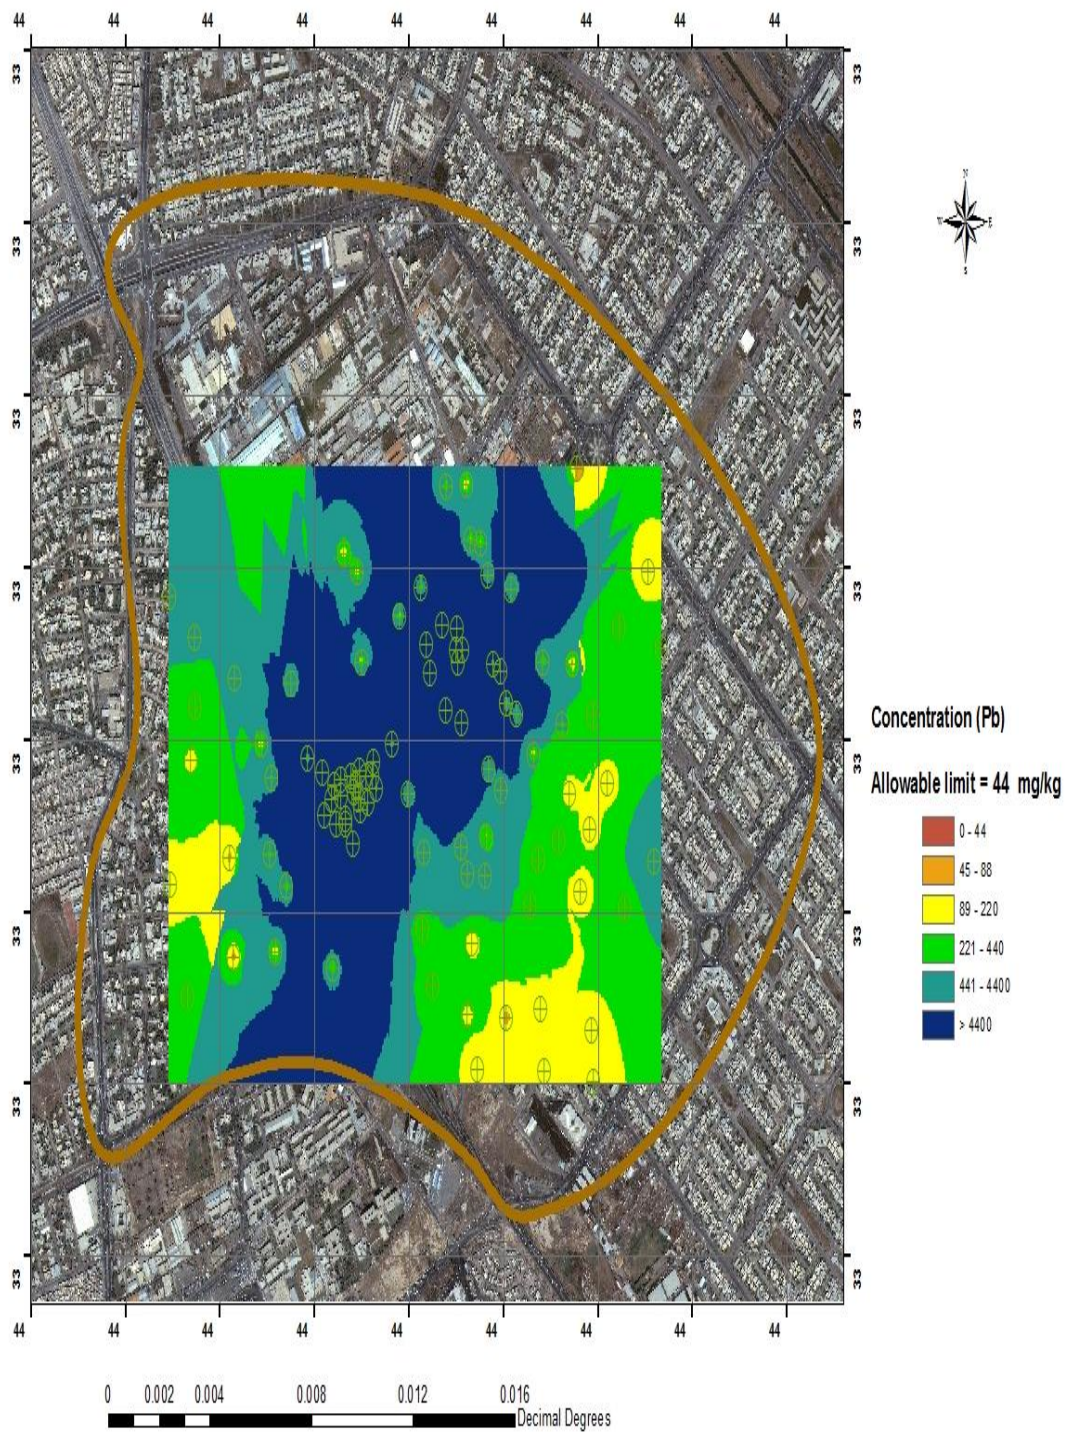 44 44 44 44 44 44 44 44 44
33 33
N
W E
S
33 33
33 33
33 33
Concentration (Pb)
33 33
Allowable limit = 44 mg/kg
0 - 44
45 - 88
89 - 220
33 33
221 - 440
441 - 4400
> 4400
33 33
33 33
44 44 44 44 44 44 44 44 44
0 0.002 0.004 0.008 0.012 0.016
Decimal Degrees